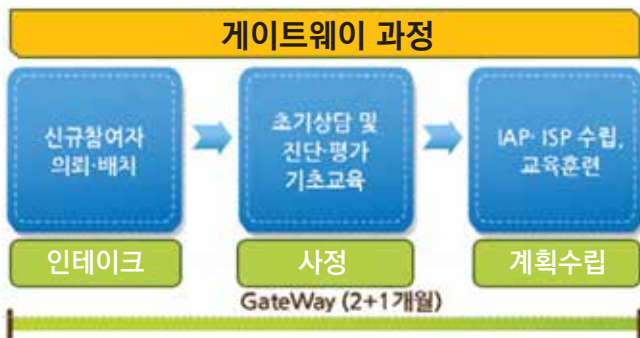 게이트웨이 과정
신규참여자
의뢰·배치
초기상담 및
진단·평가
기초교육
IAP· ISP 수립,
교육훈련
인테이크
사정
계획수립
GateWay (2+1개월)